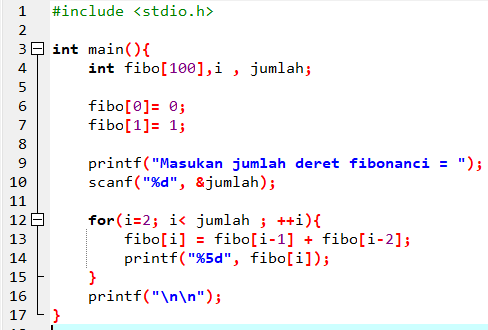 1 #include <stdio.h>
2
3 int main(){
4     int fibo[100],i , jumlah;
5
6     fibo[0]= 0;
7     fibo[1]= 1;
8
9     printf("Masukan jumlah deret fibonanci = ");
10     scanf("%d", &jumlah);
11
12     for(i=2; i< jumlah ; ++i){
13         fibo[i] = fibo[i-1] + fibo[i-2];
14         printf("%5d", fibo[i]);
15     }
16     printf("\n\n");
17 }